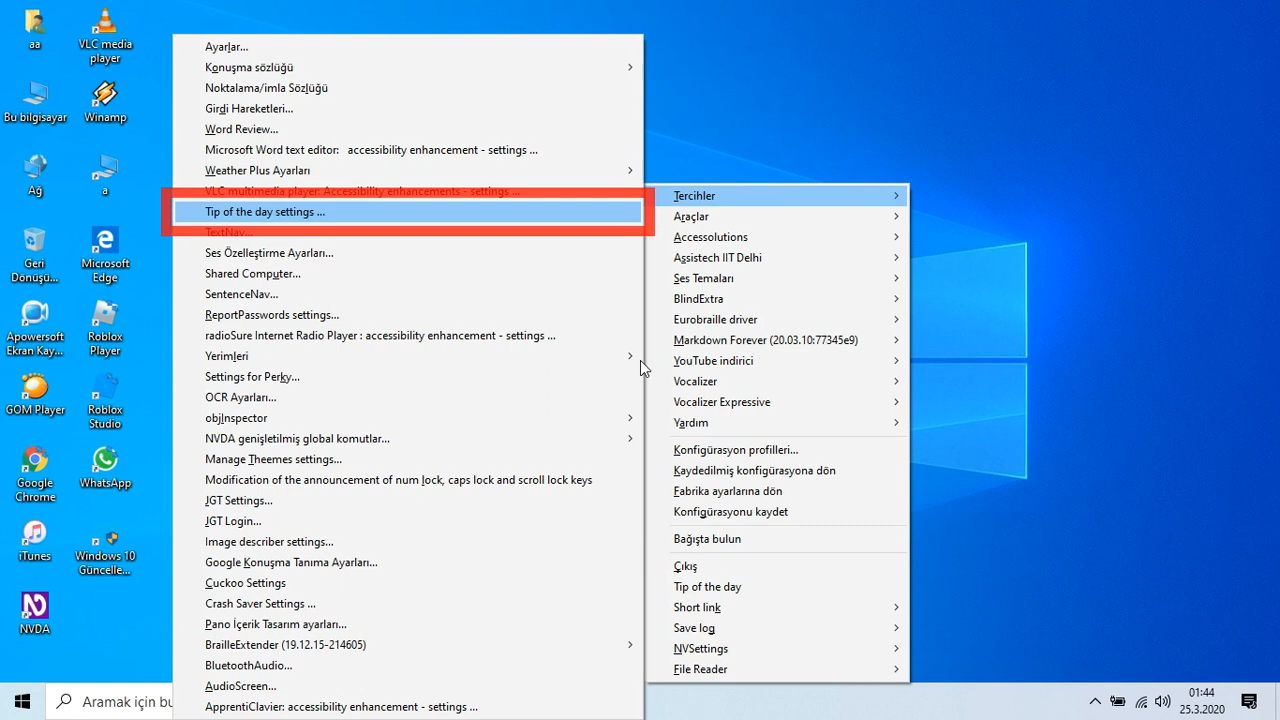 aa
VLC media
player
Bu bilgisayar
Winamp
Ağ
a
Geri
Dönüşü...
Microsoft
Edge
Apowersoft
Ekran Kay...
Roblox
Player
GOM Player
Roblox
Studio
Google
Chrome
WhatsApp
iTunes
Windows 10
Güncelle...
NVDA
Ayarlar...
Konuşma sözlüğü
Noktalama/imla Sözlüğü
Girdi Hareketleri...
Word Review...
Microsoft Word text editor: accessibility enhancement - settings ...
Weather Plus Ayarları
VLC multimedia player: Accessibility enhancements - settings ...
Tip of the day settings ...
TextNav...
Ses Özelleştirme Ayarları...
Shared Computer...
SentenceNav...
ReportPasswords settings...
radioSure Internet Radio Player : accessibility enhancement - settings ...
Yerimleri
Settings for Perky...
OCR Ayarları...
objInspector
NVDA genişletilmiş global komutlar...
Manage Theemes settings...
Modification of the announcement of num lock, caps lock and scroll lock keys
JGT Settings...
JGT Login...
Image describer settings...
Google Konuşma Tanıma Ayarları...
Cuckoo Settings
Crash Saver Settings ...
Pano İçerik Tasarım ayarları...
BrailleExtender (19.12.15-214605)
BluetoothAudio...
AudioScreen...
ApprentiClavier: accessibility enhancement - settings ...
Tercihler
Araçlar
Accessolutions
Assistech IIT Delhi
Ses Temaları
BlindExtra
Eurobraille driver
Markdown Forever (20.03.10:77345e9)
YouTube indirici
Vocalizer
Vocalizer Expressive
Yardım
Konfigürasyon profilleri...
Kaydedilmiş konfigürasyona dön
Fabrika ayarlarına dön
Konfigürasyonu kaydet
Bağışta bulun
Çıkış
Tip of the day
Short link
Save log
NVSettings
File Reader
Aramak için bu
01:44
25.3.2020